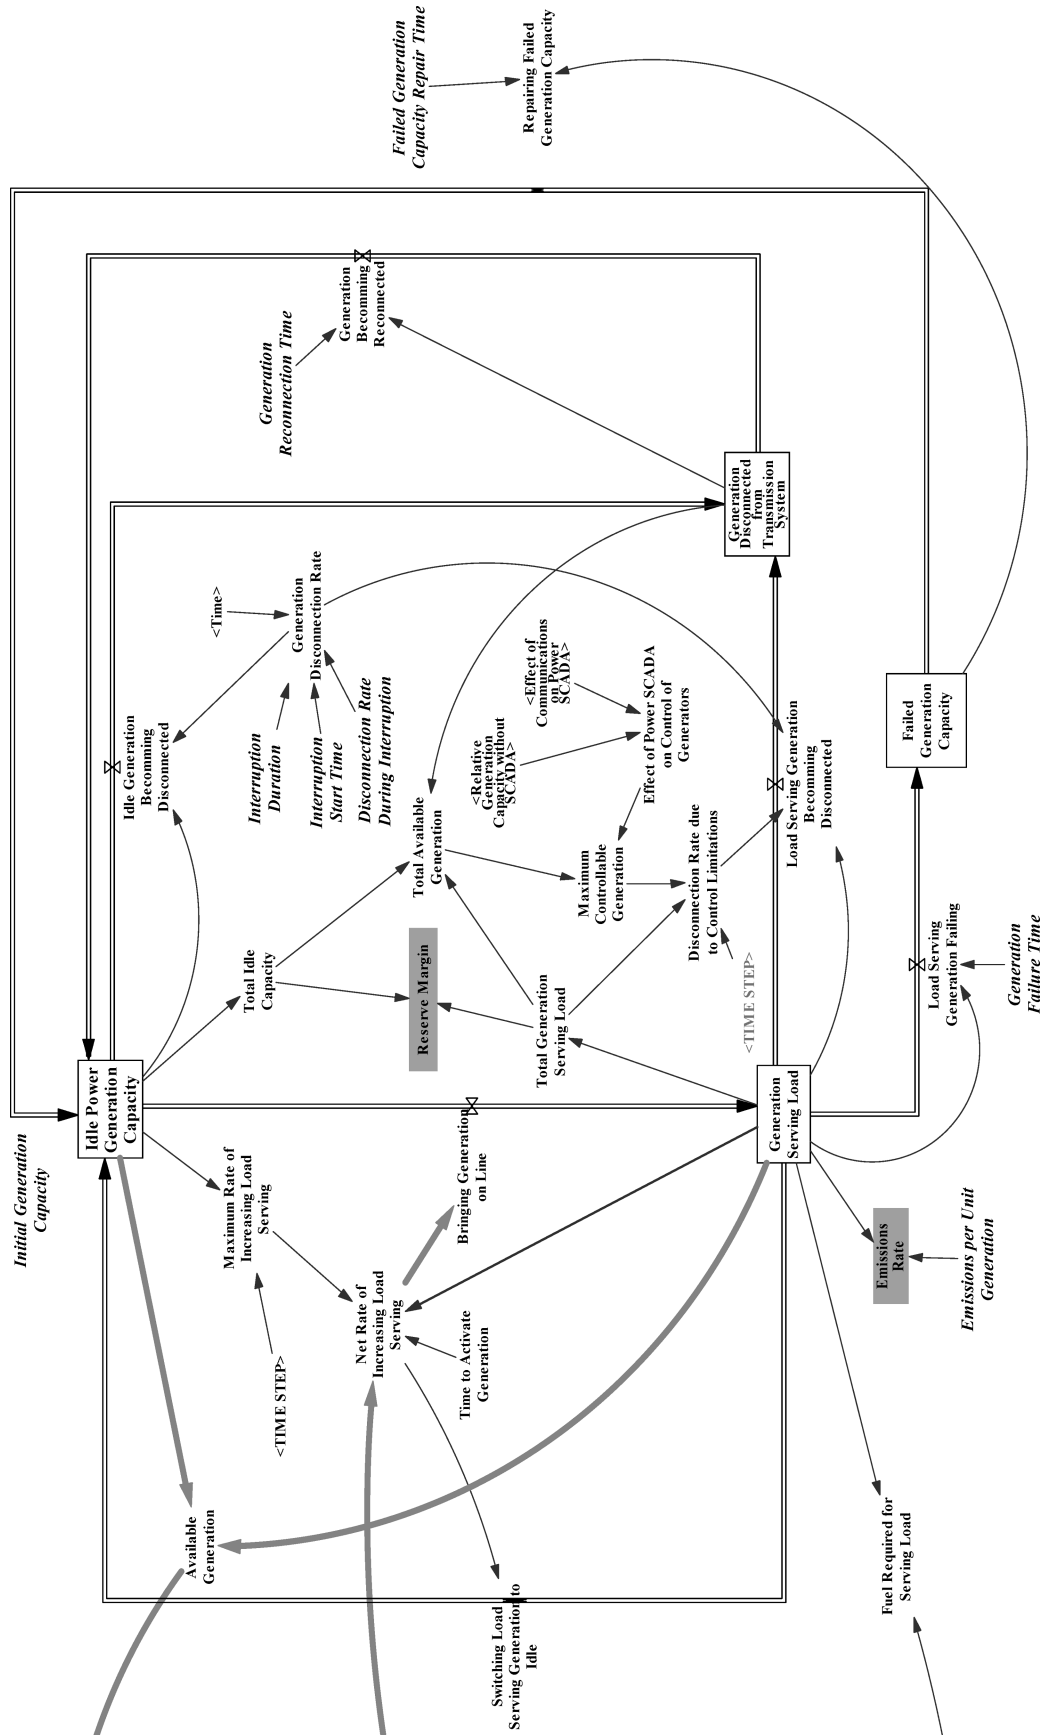 Initial Generation
Capacity
Idle Power
Generation
Capacity
Available
Generation
Maximum Rate of
Increasing Load
Serving
<TIME STEP>
Net Rate of
Increasing Load
Serving
Time to Activate
Generation
Bringing Generation
on Line
Switching Load
Serving Generation to
Idle
Total Idle
Capacity
Reserve Margin
Total Generation
Serving Load
Idle Generation
Becomming
Disconnected
<Time>
Generation
Disconnection Rate
Interruption
Duration
Interruption
Start Time
Disconnection Rate
During Interruption
Total Available
Generation
<Relative
Generation
Capacity without
SCADA>
<Effect of
Communications
on Power
SCADA>
Effect of Power SCADA
on Control of
Generators
Maximum
Controllable
Generation
Disconnection Rate due
to Control Limitations
<TIME STEP>
Generation
Serving Load
Load Serving Generation
Becomming
Disconnected
Generation
Disconnected
from
Transmission
System
Generation
Reconnection Time
Generation
Becomming
Reconnected
Failed Generation
Capacity Repair Time
Repairing Failed
Generation Capacity
Failed
Generation
Capacity
Load Serving
Generation Failing
Generation
Failure Time
Emissions
Rate
Emissions per Unit
Generation
Fuel Required for
Serving Load